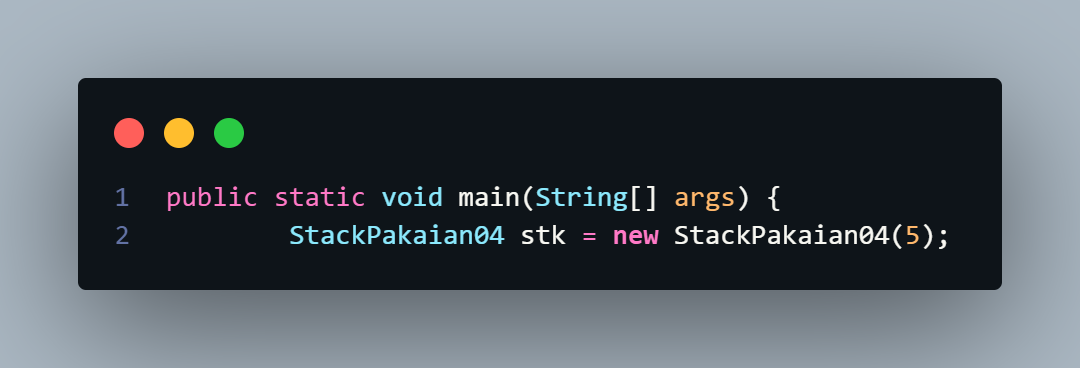 1 public static void main(String[] args) {
2 StackPakaian04 stk = new StackPakaian04(5);